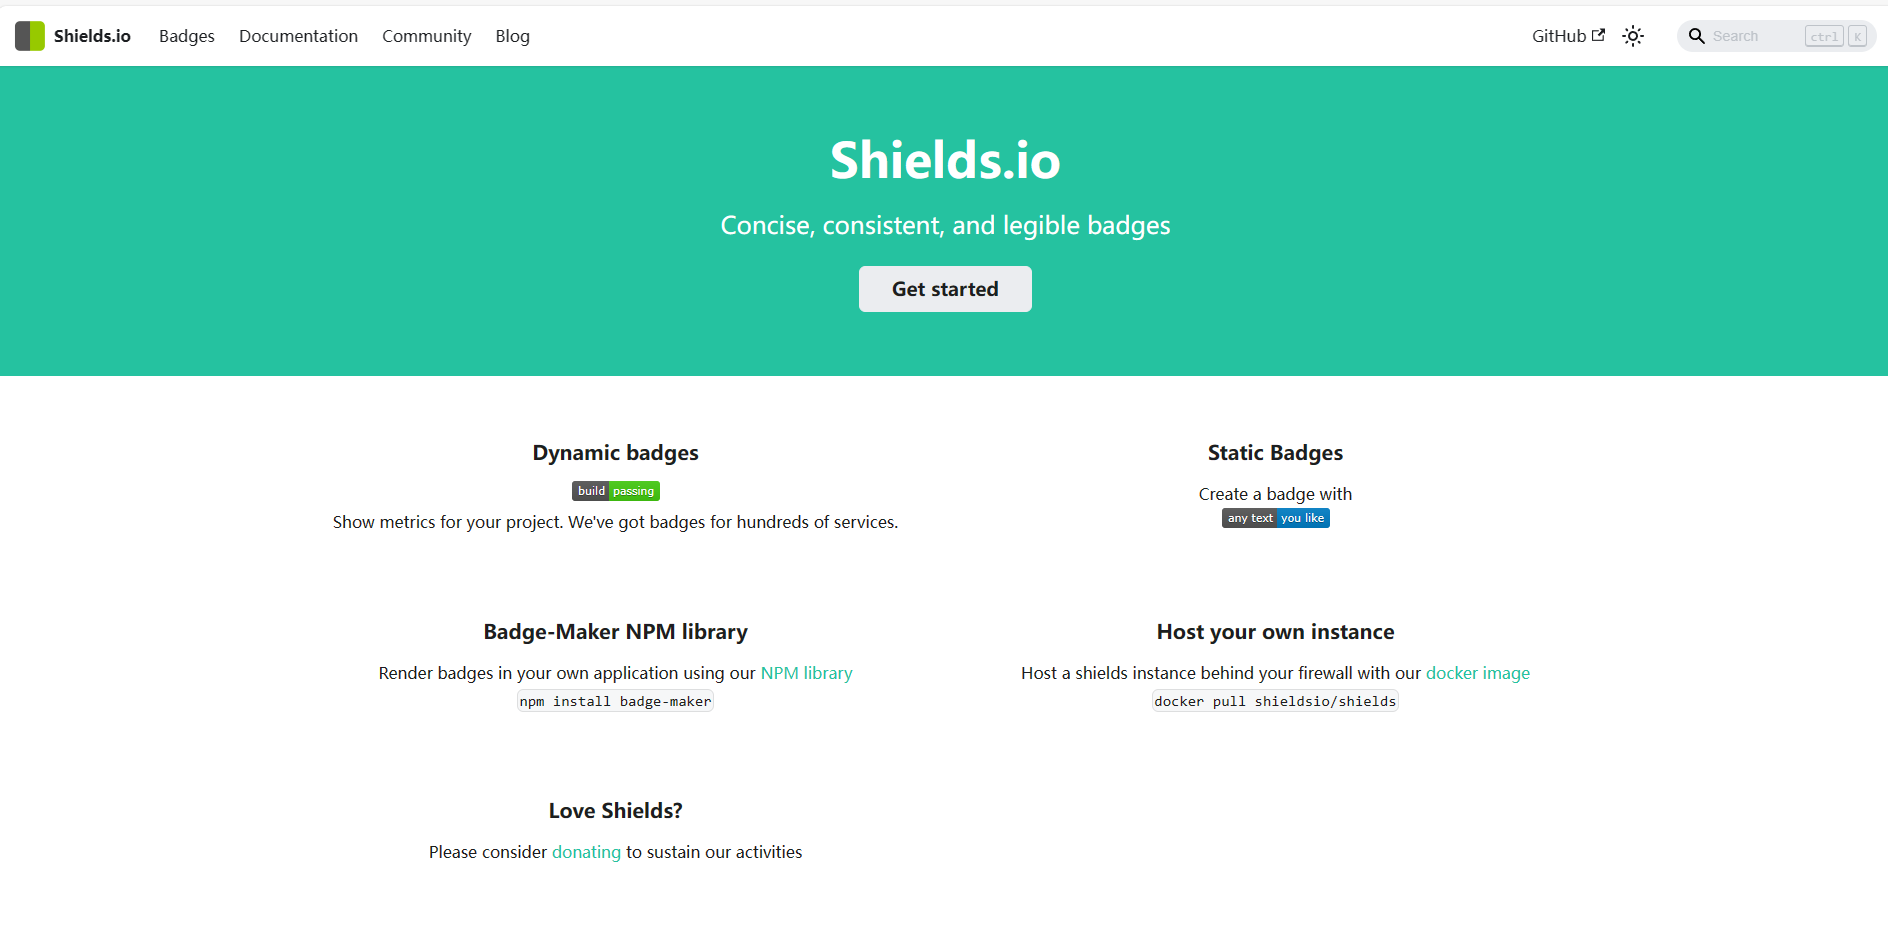 Shields.io Badges Documentation Community Blog GitHub Search ctrl K
Shields.io
Concise, consistent, and legible badges
Get started
Dynamic badges
build passing
Show metrics for your project. We've got badges for hundreds of services.
Static Badges
Create a badge with
any text you like
Badge-Maker NPM library
Render badges in your own application using our NPM library
npm install badge-maker
Host your own instance
Host a shields instance behind your firewall with our docker image
docker pull shieldsio/shields
Love Shields?
Please consider donating to sustain our activities